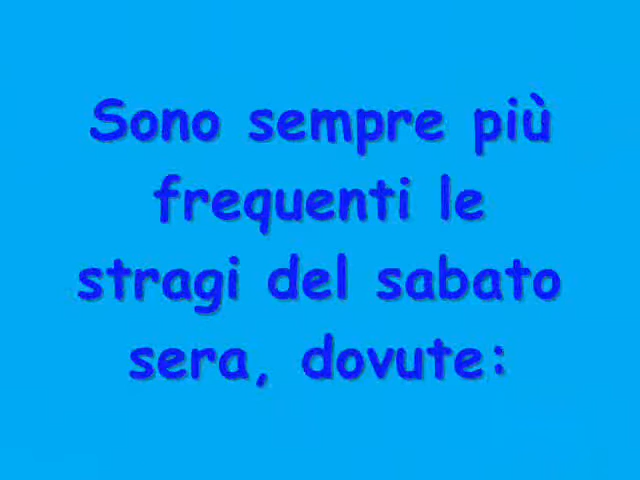 Sono sempre più
frequenti le
stragi del sabato
sera, dovute: